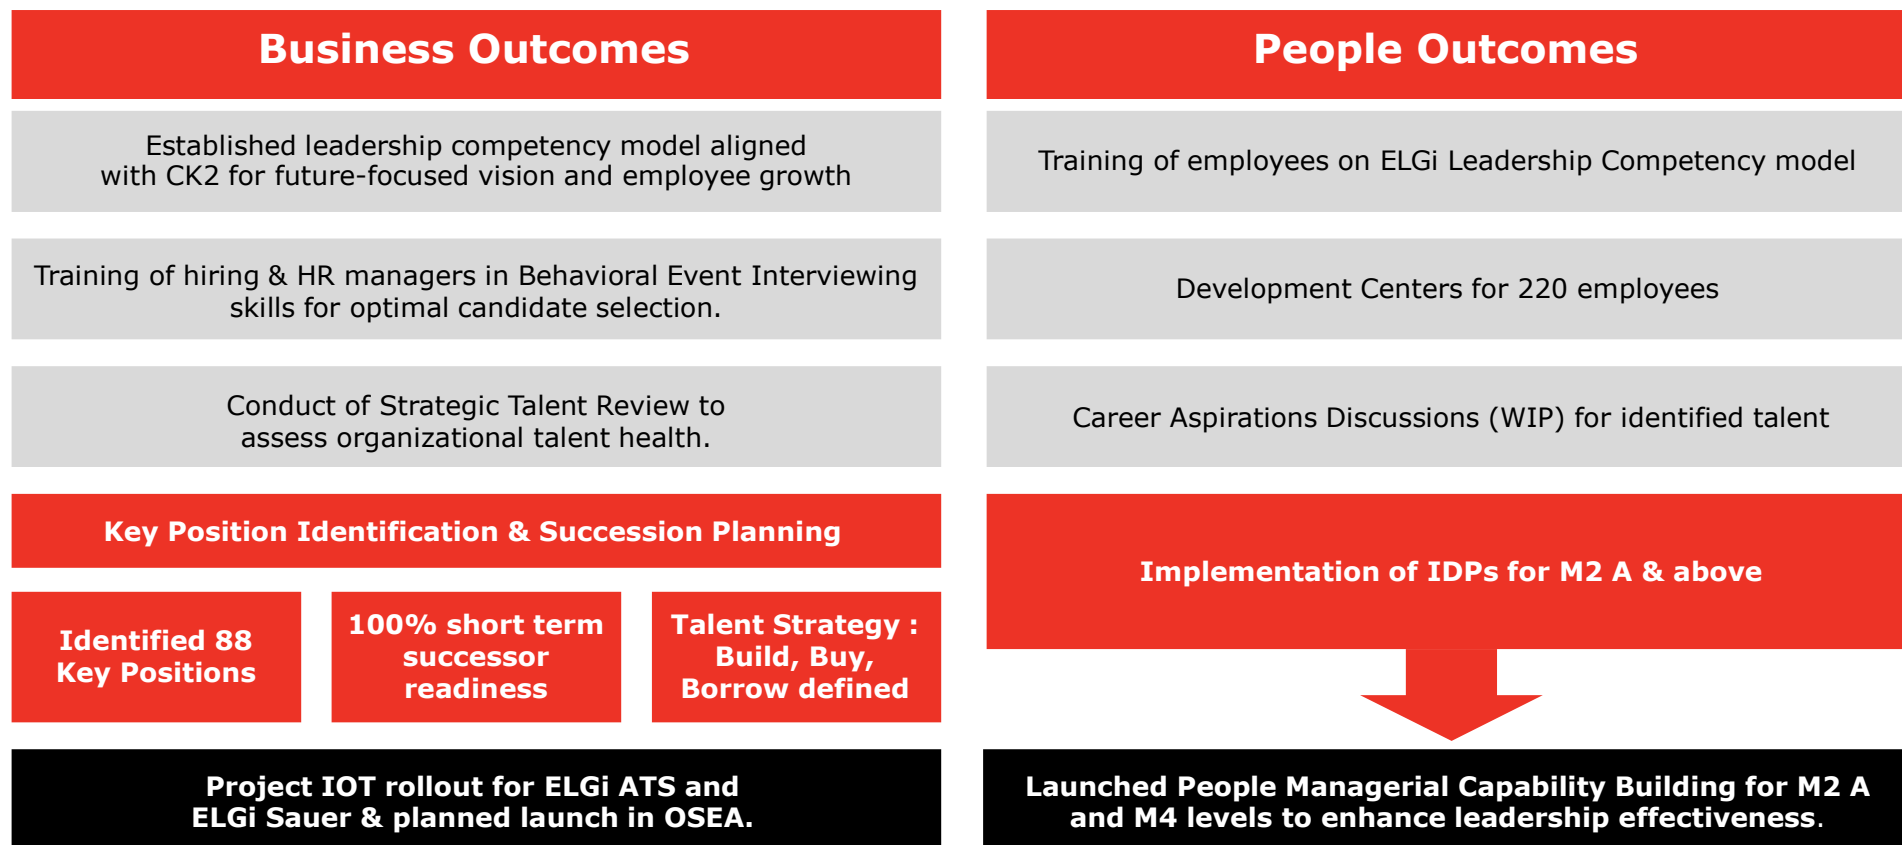 Business Outcomes
Established leadership competency model aligned
with CK2 for future-focused vision and employee growth
Training of hiring & HR managers in Behavioral Event Interviewing
skills for optimal candidate selection.
Conduct of Strategic Talent Review to
assess organizational talent health.
Key Position Identification & Succession Planning
Identified 88
Key Positions
100% short term
successor
readiness
Talent Strategy :
Build, Buy,
Borrow defined
Project IOT rollout for ELGi ATS and
ELGi Sauer & planned launch in OSEA.
People Outcomes
Training of employees on ELGi Leadership Competency model
Development Centers for 220 employees
Career Aspirations Discussions (WIP) for identified talent
Implementation of IDPs for M2 A & above
Launched People Managerial Capability Building for M2 A
and M4 levels to enhance leadership effectiveness.